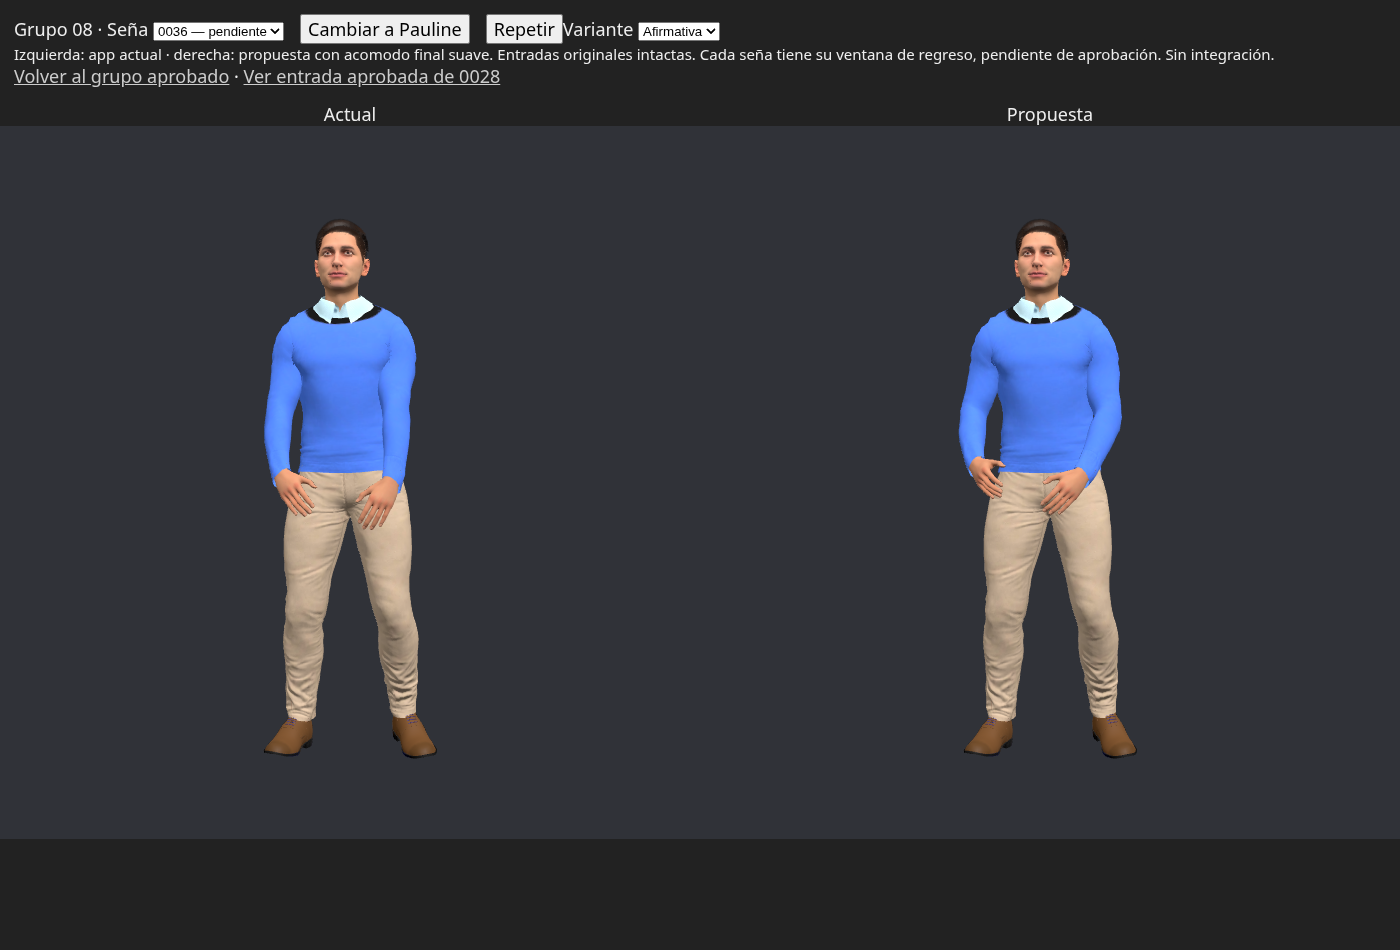 Grupo 08 · Seña 0036 — pendiente Cambiar a Pauline Repetir Variante Afirmativa
Izquierda: app actual · derecha: propuesta con acomodo final suave. Entradas originales intactas. Cada seña tiene su ventana de regreso, pendiente de aprobación. Sin integración.
Volver al grupo aprobado · Ver entrada aprobada de 0028
Actual Propuesta